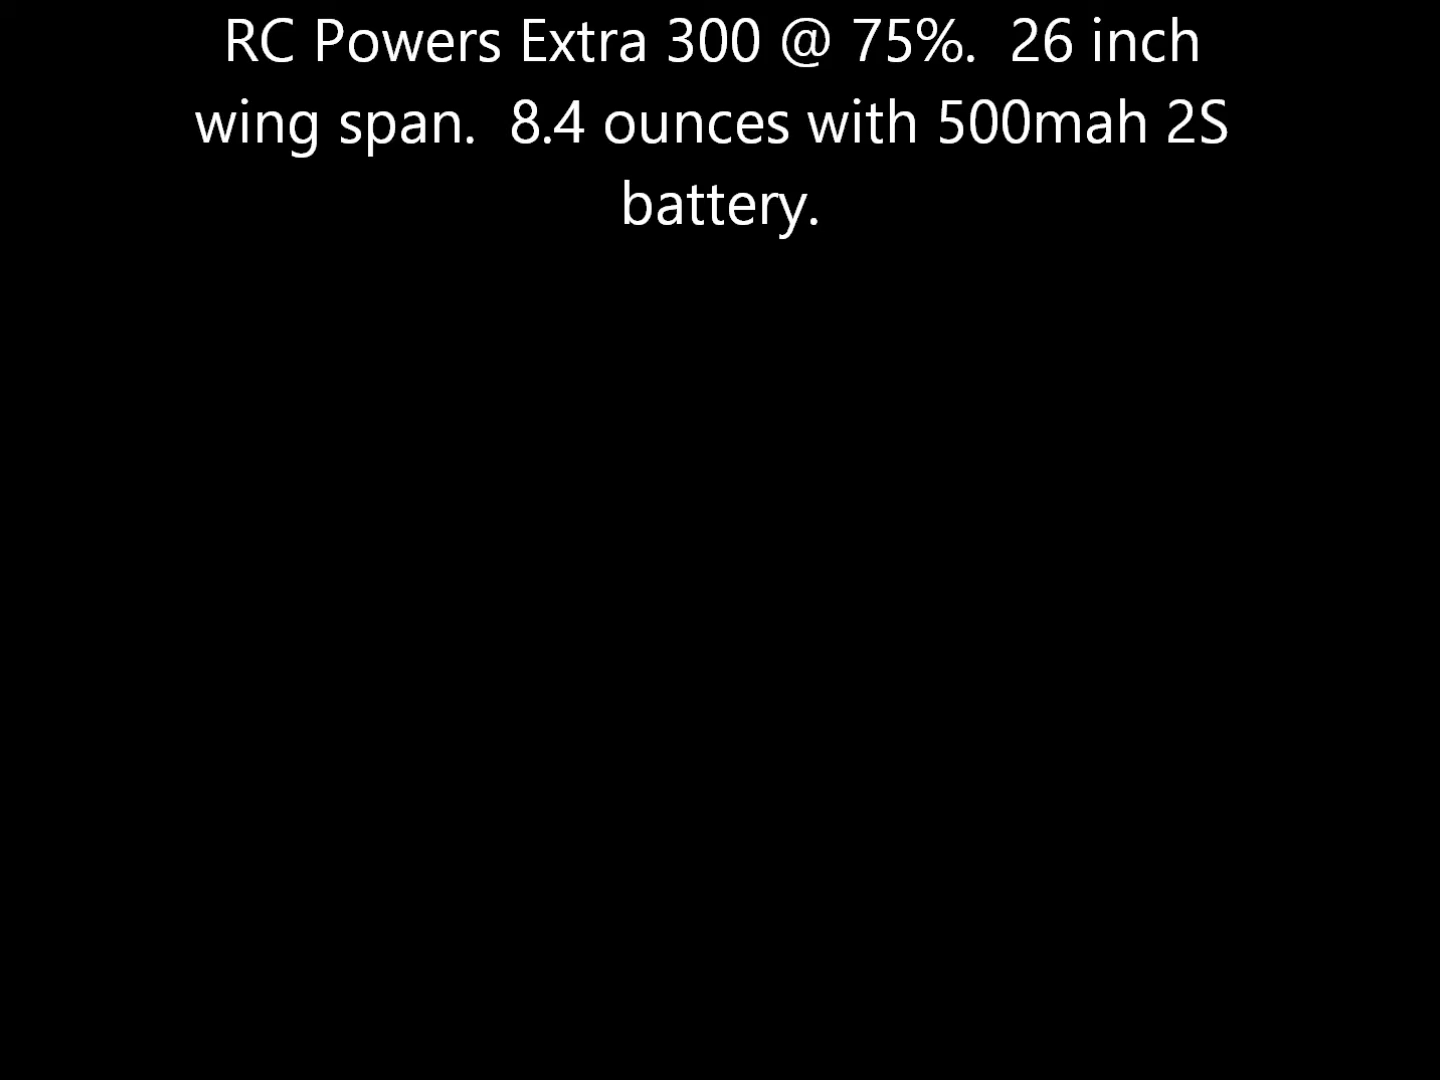 RC Powers Extra 300 @ 75%.  26 inch
wing span.  8.4 ounces with 500mah 2S
battery.